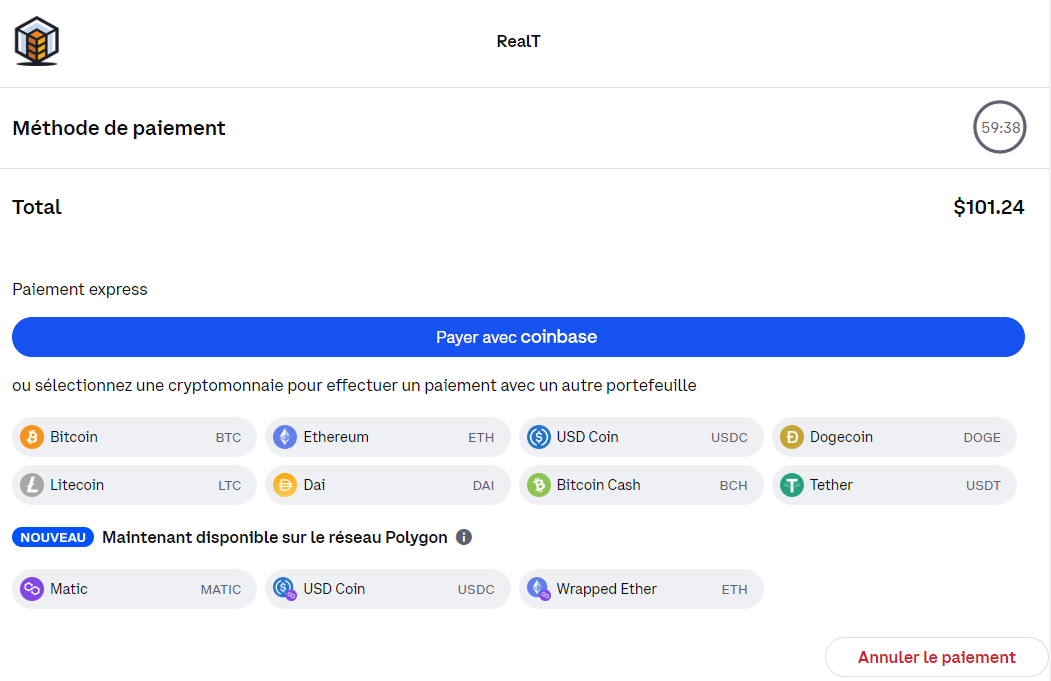 RealT
Méthode de paiement 59:38
Total $101.24
Paiement express
Payer avec coinbase
ou sélectionnez une cryptomonnaie pour effectuer un paiement avec un autre portefeuille
Bitcoin BTC Ethereum ETH USD Coin USDC Dogecoin DOGE
Litecoin LTC Dai DAI Bitcoin Cash BCH Tether USDT
NOUVEAU Maintenant disponible sur le réseau Polygon
Matic MATIC USD Coin USDC Wrapped Ether ETH
Annuler le paiement